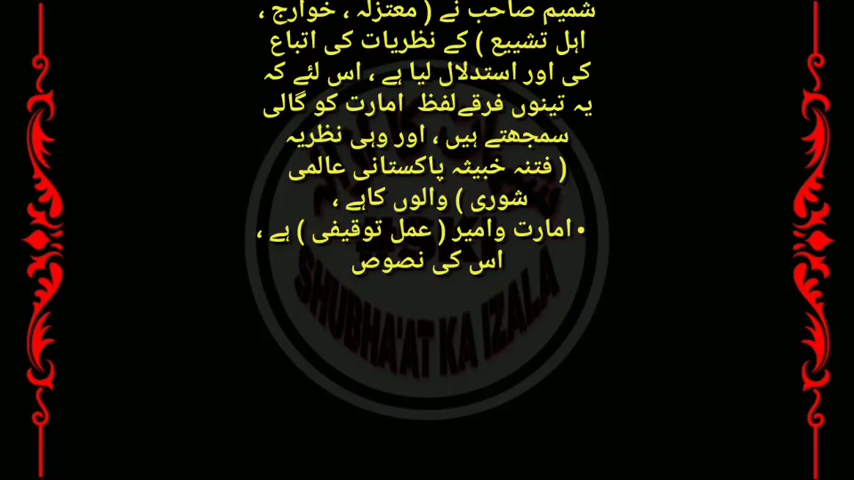 شمیم صاحب نے ( معتزلہ ، خوارج ،
اہل تشییع ) کے نظریات کی اتباع
کی اور استدلال لیا ہے ، اس لئے کہ
یہ تینوں فرقےلفظ امارت کو گالی
سمجھتے ہیں ، اور وہی نظریہ
( فتنہ خبیثہ پاکستانی عالمی
شوری ) والوں کاہے ،
• امارت وامیر ( عمل توقیفی ) ہے ،
اس کی نصوص
SHUBHA'AT KA IZALA